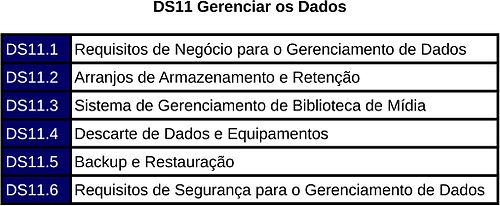 DS11 Gerenciar os Dados
DS11.1 Requisitos de Negócio para o Gerenciamento de Dados
DS11.2 Arranjos de Armazenamento e Retenção
DS11.3 Sistema de Gerenciamento de Biblioteca de Mídia
DS11.4 Descarte de Dados e Equipamentos
DS11.5 Backup e Restauração
DS11.6 Requisitos de Segurança para o Gerenciamento de Dados